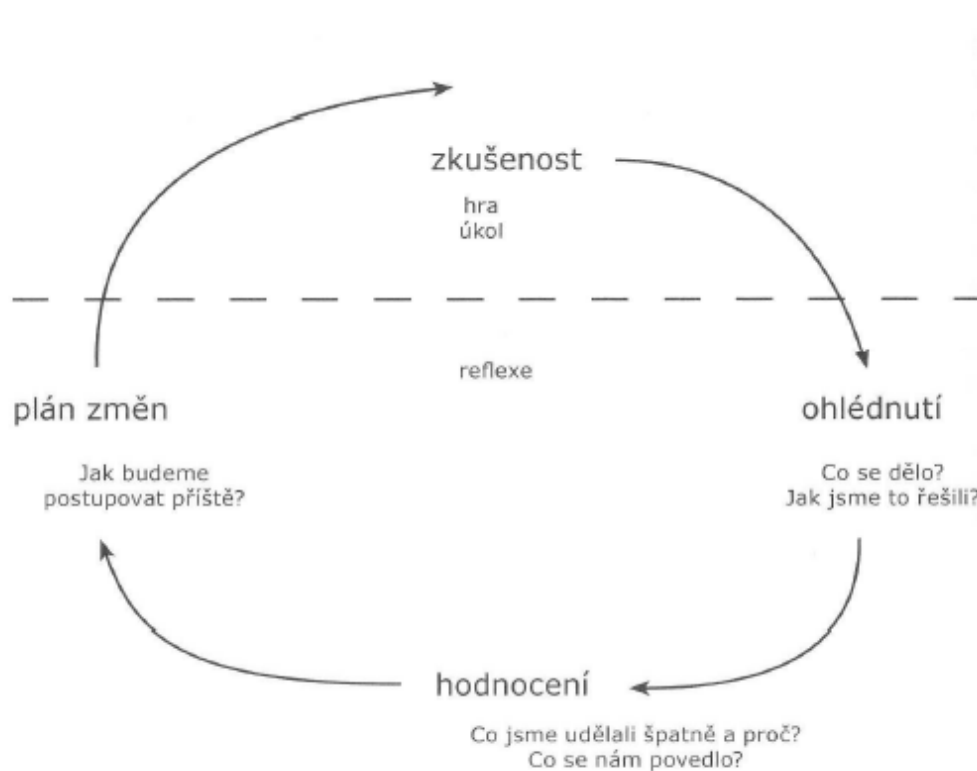 zkušenost
hra
úkol
reflexe
plán změn
ohlédnutí
Jak budeme
postupovat příště?
Co se dělo?
Jak jsme to řešili?
hodnocení
Co jsme udělali špatně a proč?
Co se nám povedlo?